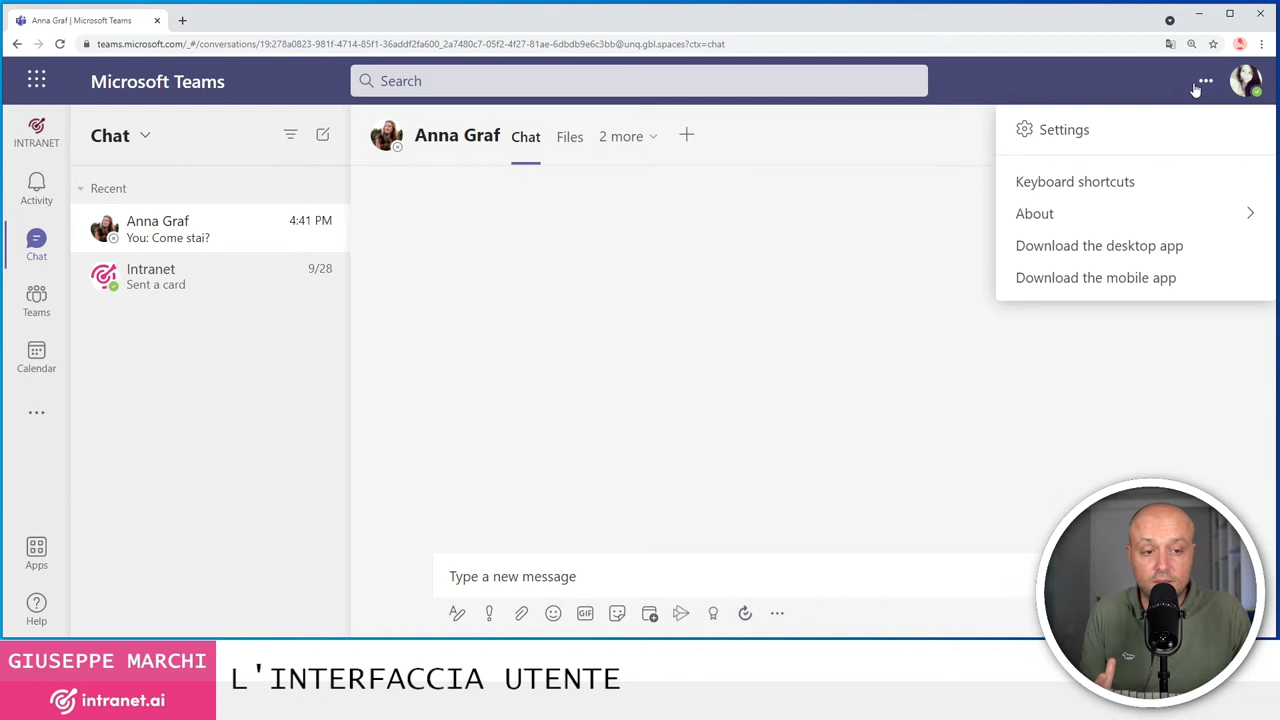 Anna Graf | Microsoft Teams
teams.microsoft.com/_#/conversations/19:278a0823-981f-4714-85f1-36addf2fa600_2a7480c7-05f2-4f27-81ae-6dbdb9e6c3bb@unq.gbl.spaces?ctx=chat
Microsoft Teams
Search
INTRANET
Activity
Chat
Teams
Calendar
Apps
Help
Chat
Recent
Anna Graf 4:41 PM
You: Come stai?
Intranet 9/28
Sent a card
Anna Graf Chat Files 2 more
Settings
Keyboard shortcuts
About
Download the desktop app
Download the mobile app
Type a new message
GIF
GIUSEPPE MARCHI
intranet.ai
L'INTERFACCIA UTENTE